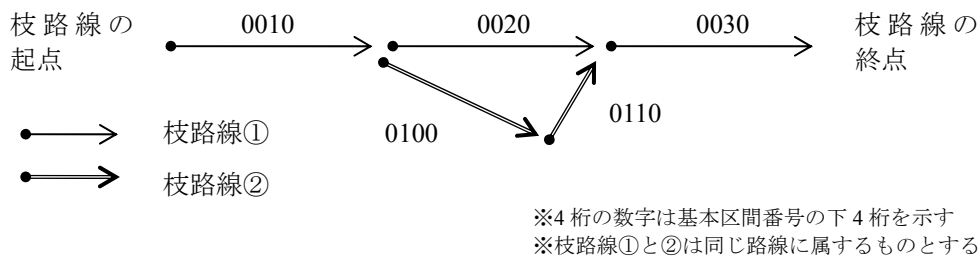 枝路線の
起点
0010
0020
0030
枝路線の
終点
0100
0110
枝路線①
枝路線②
※4桁の数字は基本区間番号の下4桁を示す
※枝路線①と②は同じ路線に属するものとする